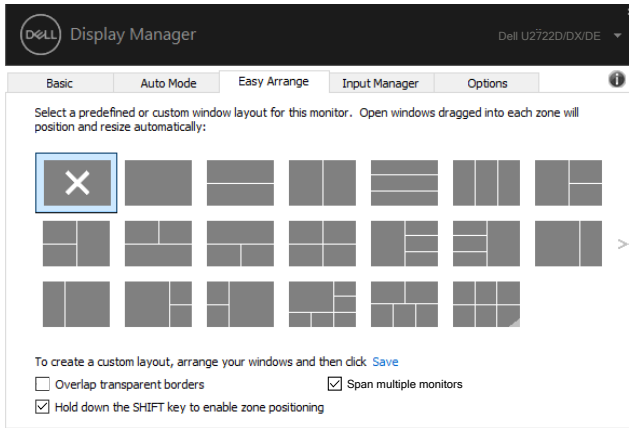 DELL Display Manager
Dell U2722D/DX/DE
Basic
Auto Mode
Easy Arrange
Input Manager
Options
Select a predefined or custom window layout for this monitor. Open windows dragged into each zone will
position and resize automatically:
To create a custom layout, arrange your windows and then click Save
Overlap transparent borders
Span multiple monitors
Hold down the SHIFT key to enable zone positioning